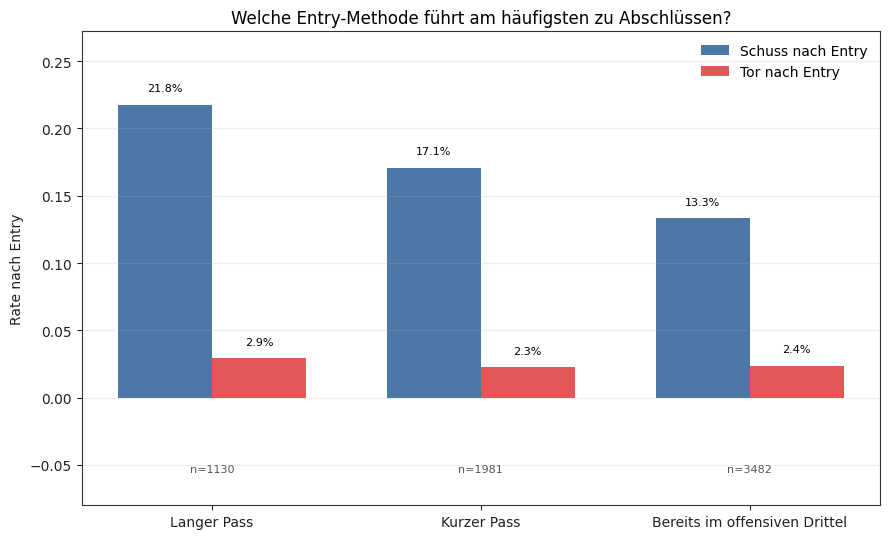 Welche Entry-Methode führt am häufigsten zu Abschlüssen?
Schuss nach Entry
Tor nach Entry
Rate nach Entry
0.25
0.20
0.15
0.10
0.05
0.00
−0.05
21.8%
2.9%
17.1%
2.3%
13.3%
2.4%
n=1130
n=1981
n=3482
Langer Pass
Kurzer Pass
Bereits im offensiven Drittel